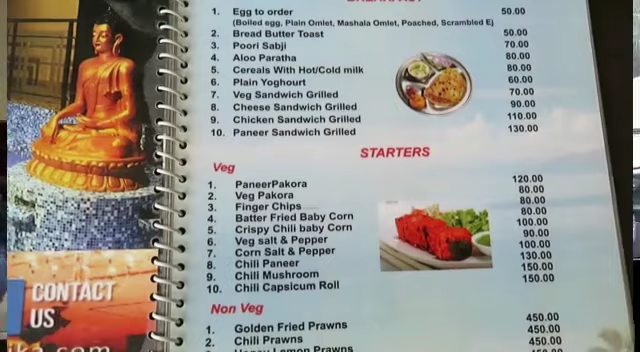 1. Egg to order 50.00
(Boiled egg, Plain Omlet, Mashala Omlet, Poached, Scrambled E
2. Bread Butter Toast 50.00
3. Poori Sabji 70.00
4. Aloo Paratha 80.00
5. Cereals With Hot/Cold milk 80.00
6. Plain Yoghourt 60.00
7. Veg Sandwich Grilled 70.00
8. Cheese Sandwich Grilled 90.00
9. Chicken Sandwich Grilled 110.00
10. Paneer Sandwich Grilled 130.00
STARTERS
Veg
1. PaneerPakora 120.00
2. Veg Pakora 80.00
3. Finger Chips 80.00
4. Batter Fried Baby Corn 80.00
5. Crispy Chili baby Corn 100.00
6. Veg salt & Pepper 90.00
7. Corn Salt & Pepper 100.00
8. Chili Paneer 130.00
9. Chili Mushroom 150.00
10. Chili Capsicum Roll 150.00
Non Veg
1. Golden Fried Prawns 450.00
2. Chili Prawns 450.00
Lemon Prawns 450.00
CONTACT
US
ika.com